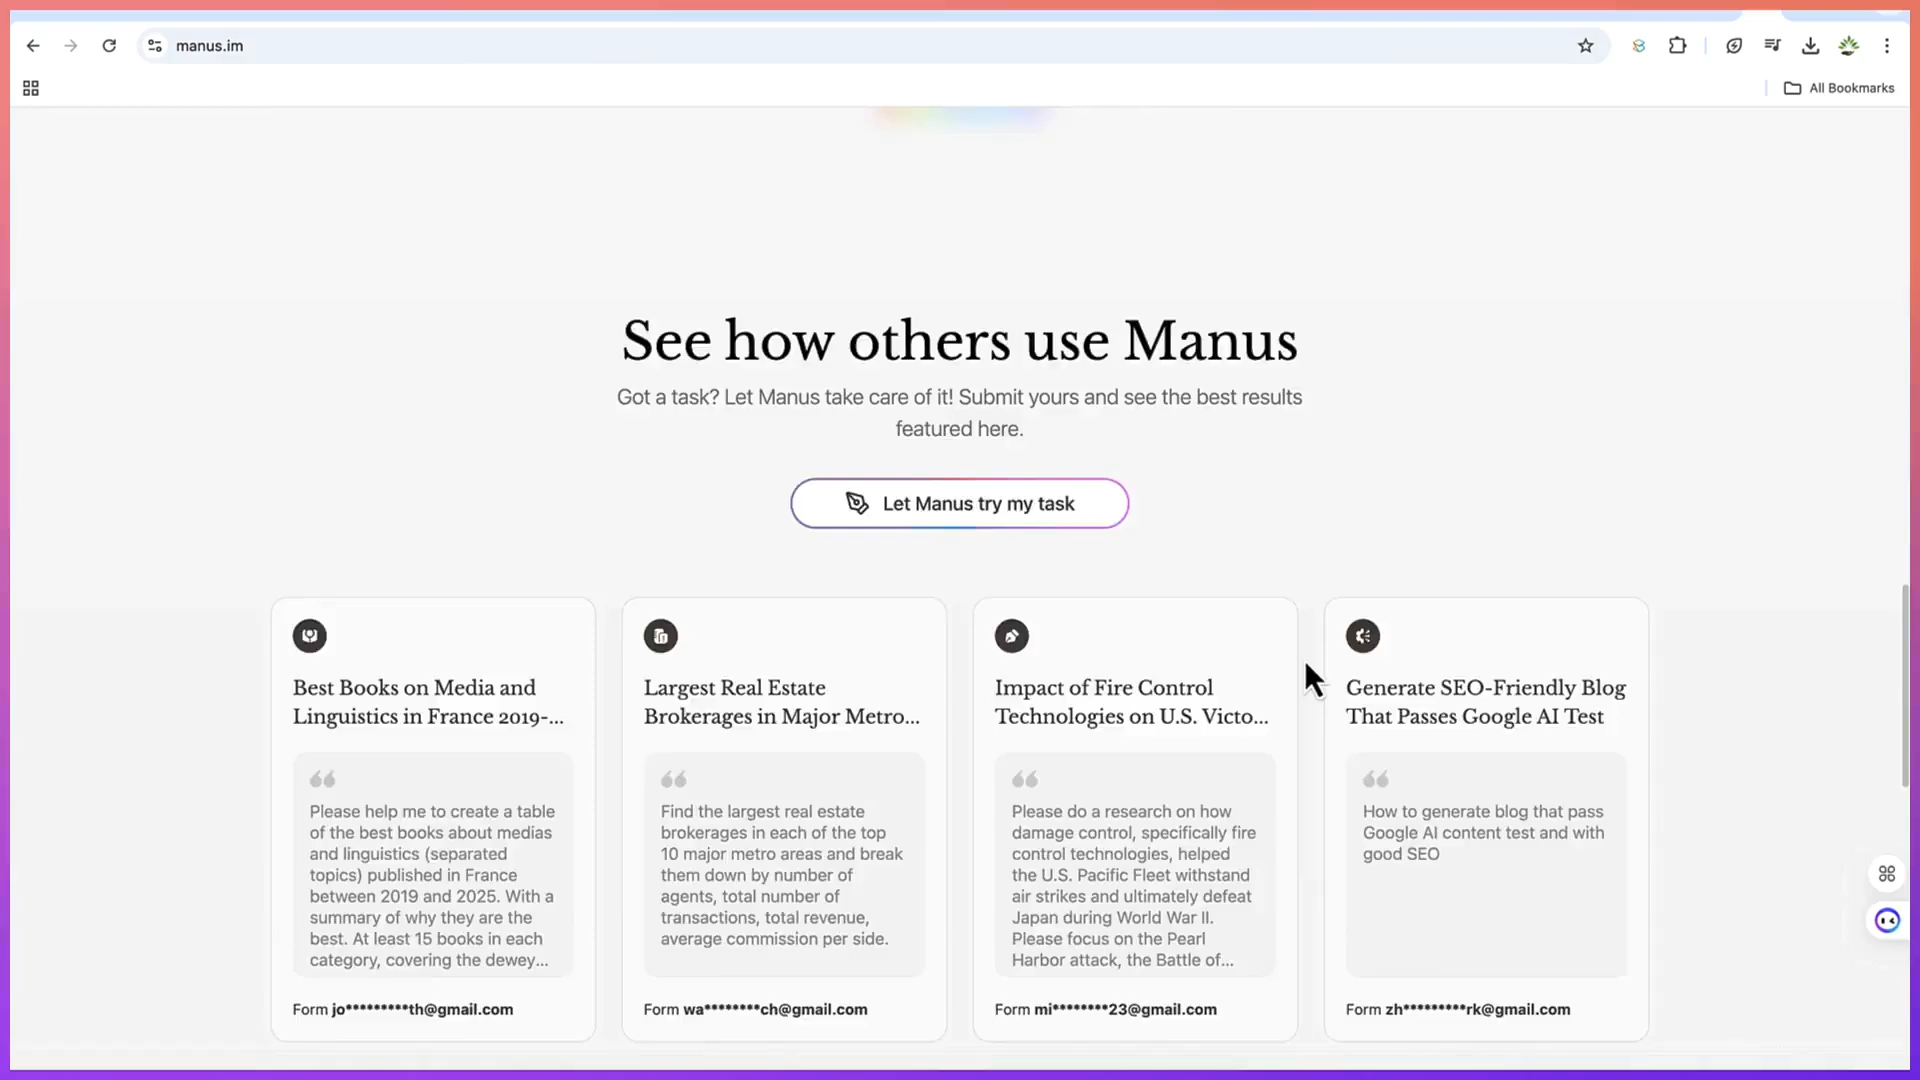 manus.im
All Bookmarks
See how others use Manus
Got a task? Let Manus take care of it! Submit yours and see the best results
featured here.
Let Manus try my task
Best Books on Media and
Linguistics in France 2019-...
Please help me to create a table
of the best books about medias
and linguistics (separated
topics) published in France
between 2019 and 2025. With a
summary of why they are the
best. At least 15 books in each
category, covering the dewey...
Form jo*********th@gmail.com
Largest Real Estate
Brokerages in Major Metro...
Find the largest real estate
brokerages in each of the top
10 major metro areas and break
them down by number of
agents, total number of
transactions, total revenue,
average commission per side.
Form wa********ch@gmail.com
Impact of Fire Control
Technologies on U.S. Victo...
Please do a research on how
damage control, specifically fire
control technologies, helped
the U.S. Pacific Fleet withstand
air strikes and ultimately defeat
Japan during World War II.
Please focus on the Pearl
Harbor attack, the Battle of...
Form mi********23@gmail.com
Generate SEO-Friendly Blog
That Passes Google AI Test
How to generate blog that pass
Google AI content test and with
good SEO
Form zh*********rk@gmail.com